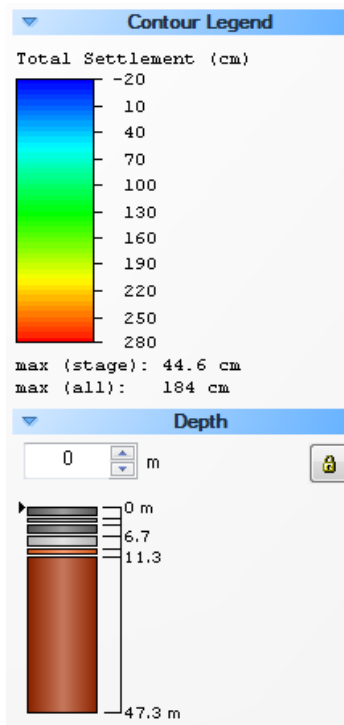 Contour Legend
Total Settlement (cm)
-20
10
40
70
100
130
160
190
220
250
280
max (stage): 44.6 cm
max (all): 184 cm
Depth
0 m
0 m
6.7
11.3
47.3 m